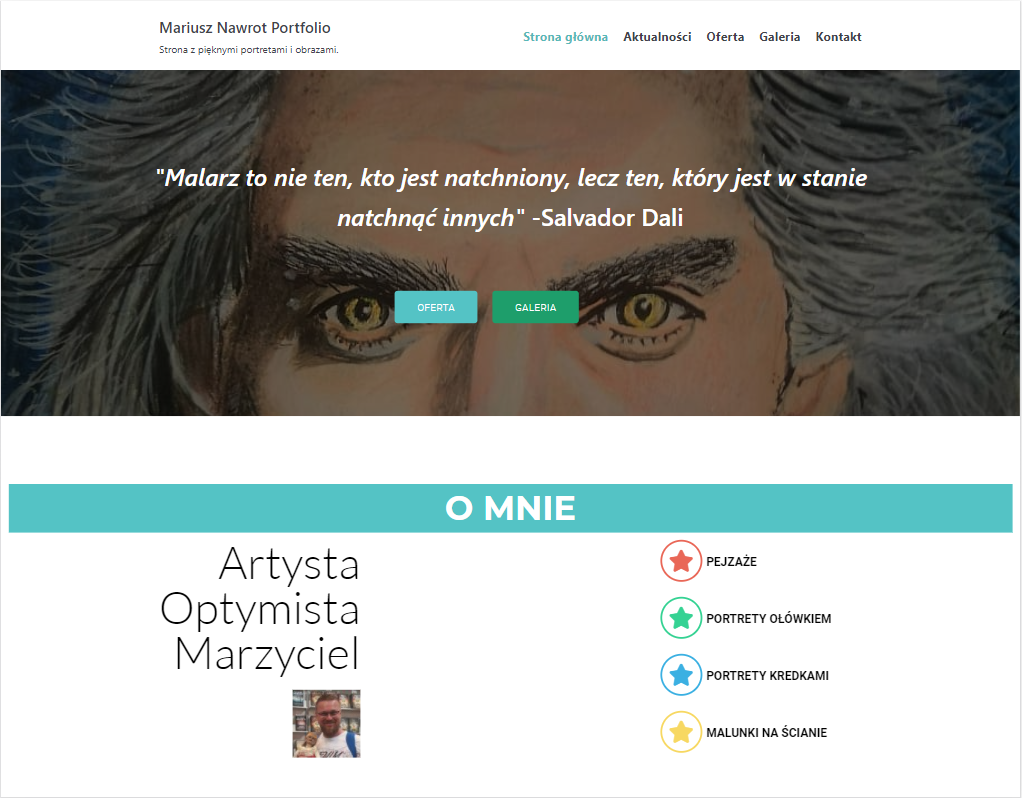 Mariusz Nawrot Portfolio
Strona z pięknymi portretami i obrazami.
Strona główna Aktualności Oferta Galeria Kontakt
"Malarz to nie ten, kto jest natchniony, lecz ten, który jest w stanie
natchnąć innych" -Salvador Dali
OFERTA GALERIA
O MNIE
Artysta
Optymista
Marzyciel
PEJZAŻE
PORTRETY OŁÓWKIEM
PORTRETY KREDKAMI
MALUNKI NA ŚCIANIE